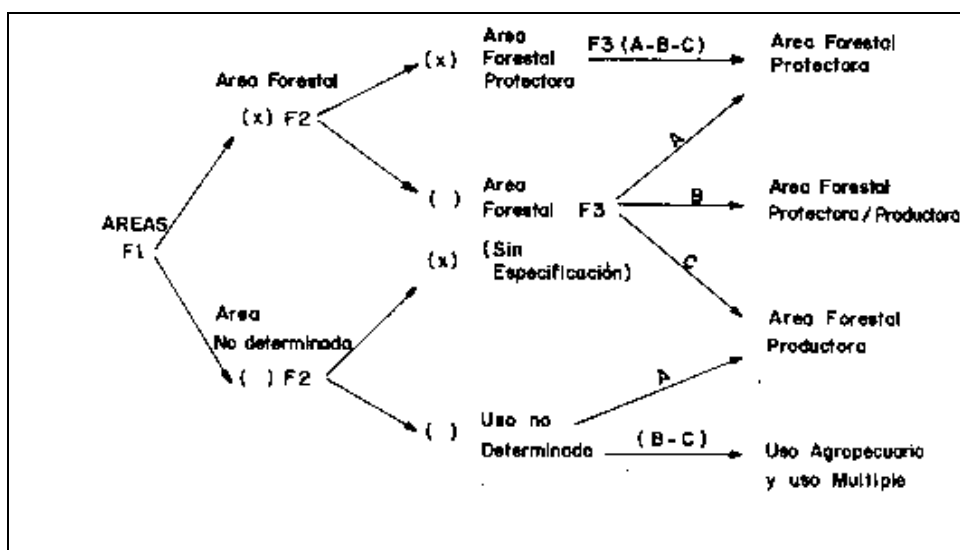 Area
Forestal
Protectora
(x)
F3 (A-B-C)
Area Forestal
Protectora
Area Forestal
(x) F2
A
( )
Area
Forestal F3
B
Area Forestal
Protectora/Productora
AREAS
F1
(x)
(Sin
Especificación)
C
Area
No determinada
( ) F2
Area Forestal
Productora
A
( )
Uso no
Determinado
(B-C)
Uso Agropecuario
y uso Multiple